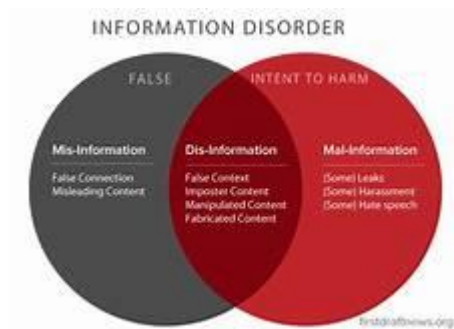 INFORMATION DISORDER
FALSE
INTENT TO HARM
Mis-Information
False Connection
Misleading Content
Dis-Information
False Context
Imposter Content
Manipulated Content
Fabricated Content
Mal-Information
(Some) Leaks
(Some) Harassment
(Some) Hate speech
firstdraftnews.org